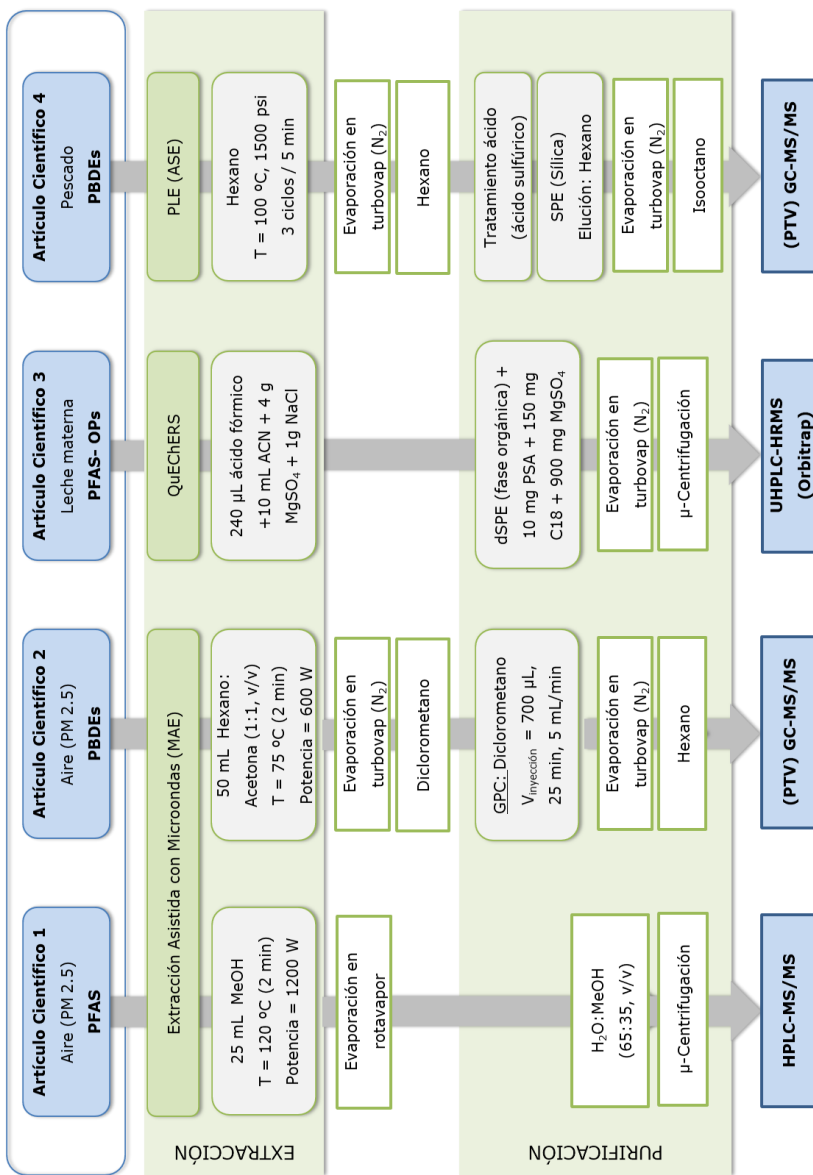 Artículo Científico 1
Aire (PM 2.5)
PFAS
Artículo Científico 2
Aire (PM 2.5)
PBDEs
Artículo Científico 3
Leche materna
PFAS- OPs
Artículo Científico 4
Pescado
PBDEs
EXTRACCIÓN
Extracción Asistida con Microondas (MAE)
QuEChERS
PLE (ASE)
25 mL MeOH
T = 120 ºC (2 min)
Potencia = 1200 W
50 mL Hexano:
Acetona (1:1, v/v)
T = 75 ºC (2 min)
Potencia = 600 W
240 µL ácido fórmico
+10 mL ACN + 4 g
MgSO₄ + 1g NaCl
Hexano
T = 100 ºC, 1500 psi
3 ciclos / 5 min
Evaporación en
rotavapor
Evaporación en
turbovap (N₂)
Diclorometano
Evaporación en
turbovap (N₂)
Hexano
PURIFICACIÓN
H₂O:MeOH
(65:35, v/v)
µ-Centrifugación
GPC: Diclorometano
Vinyección = 700 µL,
25 min, 5 mL/min
Evaporación en
turbovap (N₂)
Hexano
dSPE (fase orgánica) +
10 mg PSA + 150 mg
C18 + 900 mg MgSO₄
Evaporación en
turbovap (N₂)
µ-Centrifugación
Tratamiento ácido
(ácido sulfúrico)
SPE (Sílica)
Elución: Hexano
Evaporación en
turbovap (N₂)
Isooctano
HPLC-MS/MS
(PTV) GC-MS/MS
UHPLC-HRMS
(Orbitrap)
(PTV) GC-MS/MS